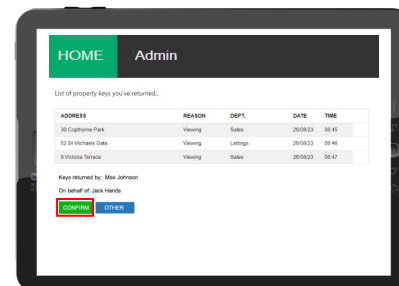 HOME Admin
List of property keys you've returned...
ADDRESS REASON DEPT. DATE TIME
30 Copthorne Park Viewing Sales 26/08/23 08:45
52 St Michaels Gate Viewing Lettings 26/08/23 08:46
9 Victoria Terrace Viewing Sales 26/08/23 08:47
Keys returned by: Max Johnson
On behalf of: Jack Hands
CONFIRM OTHER